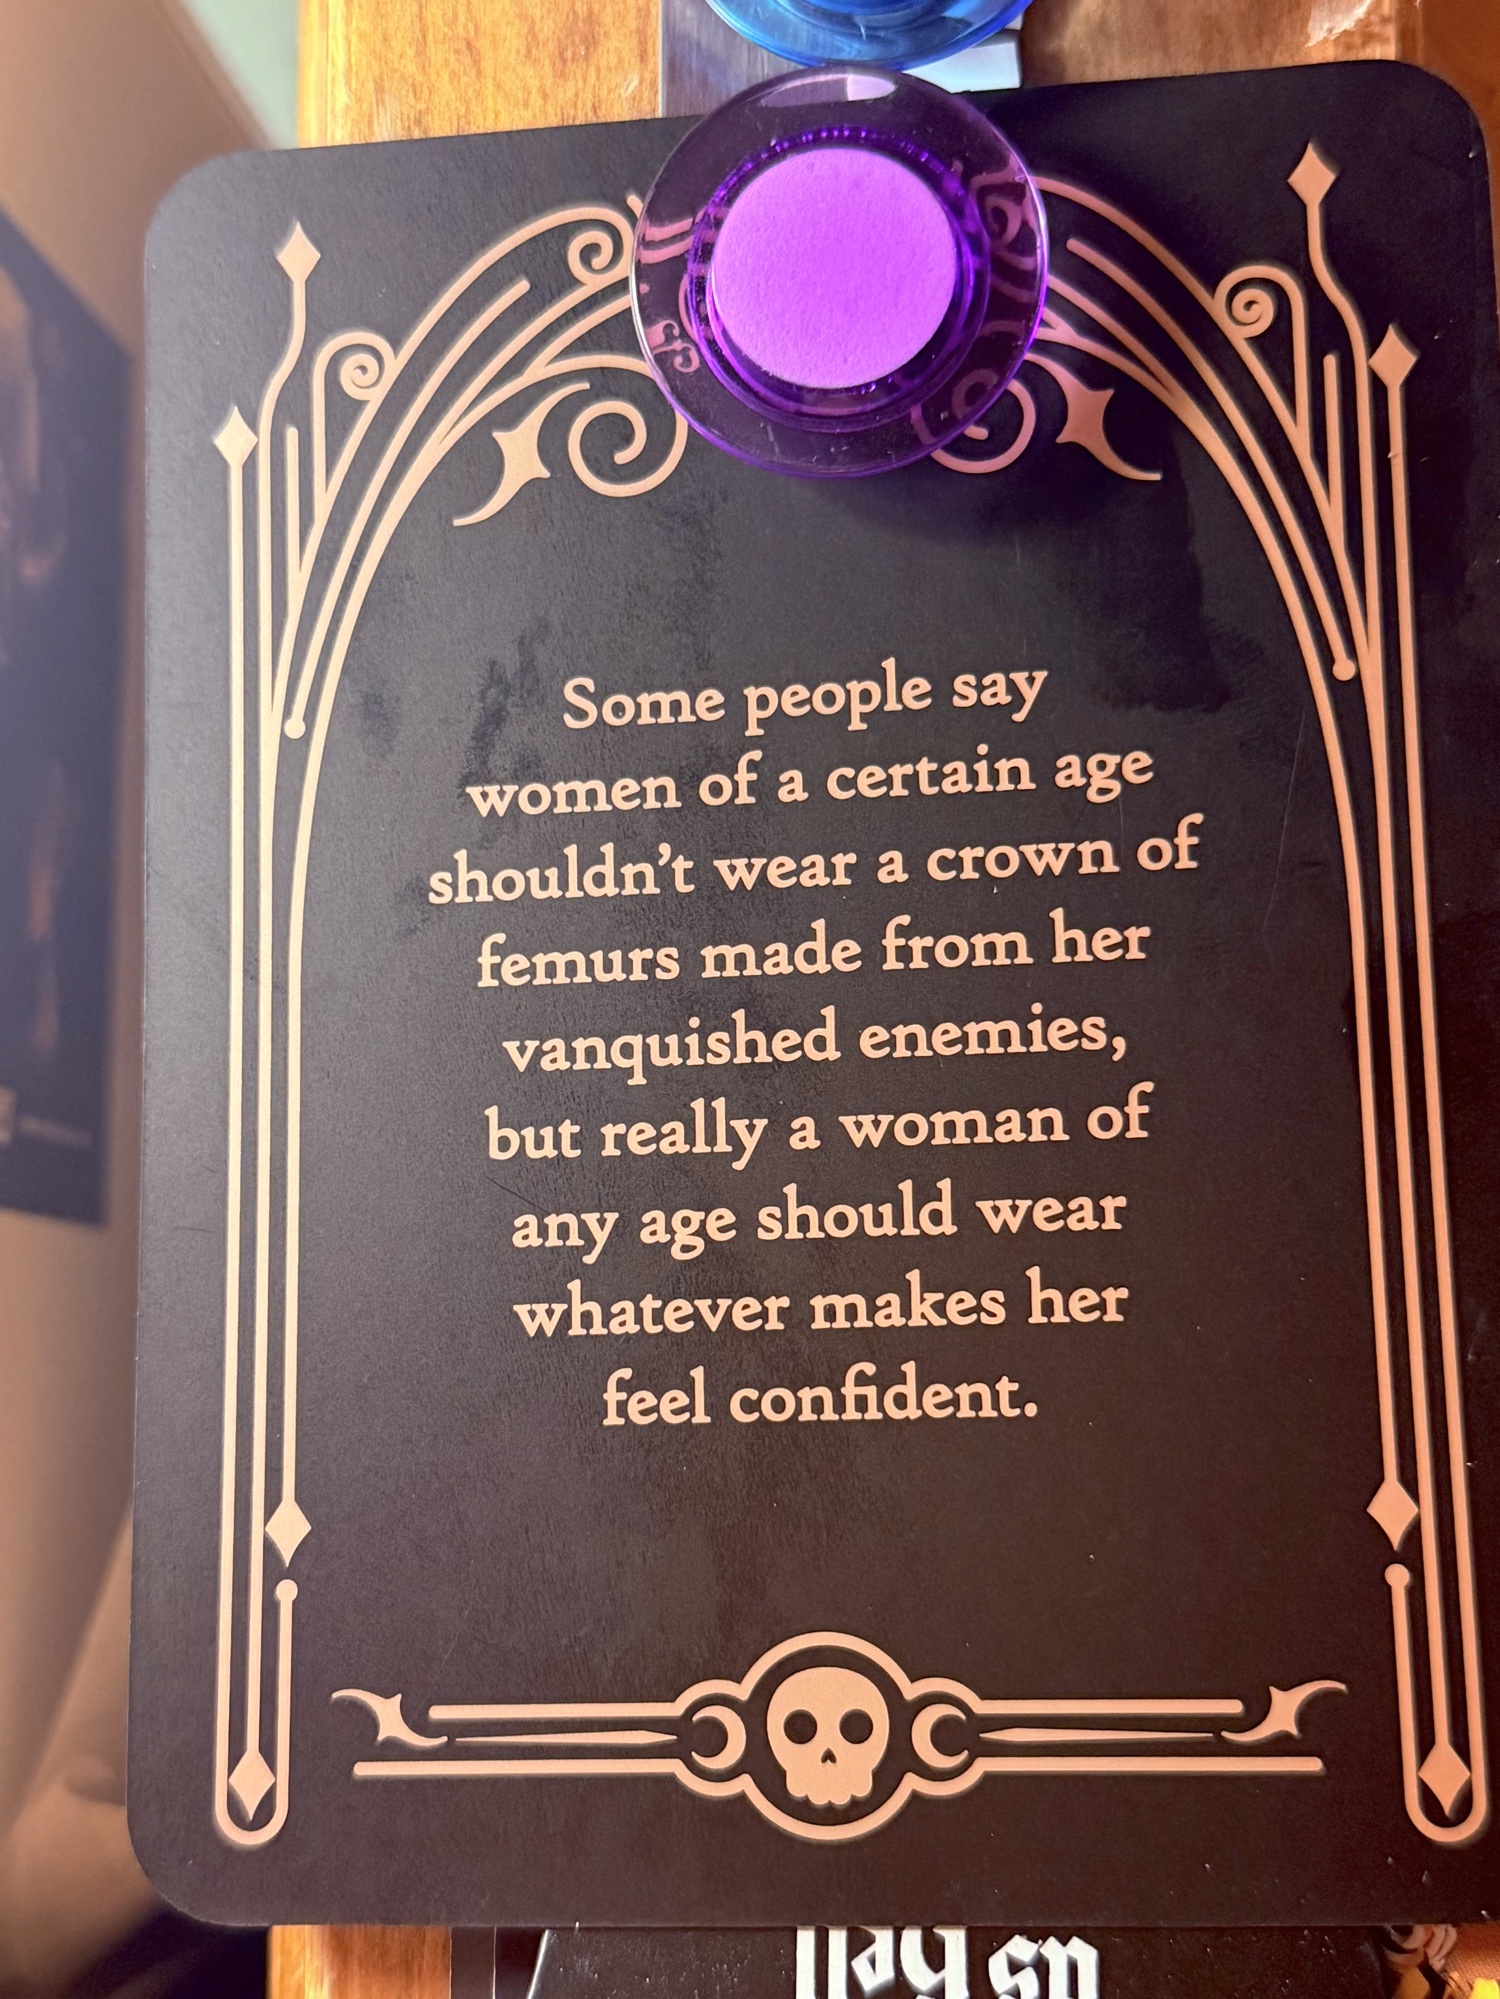 Some people say
women of a certain age
shouldn't wear a crown of
femurs made from her
vanquished enemies,
but really a woman of
any age should wear
whatever makes her
feel confident.